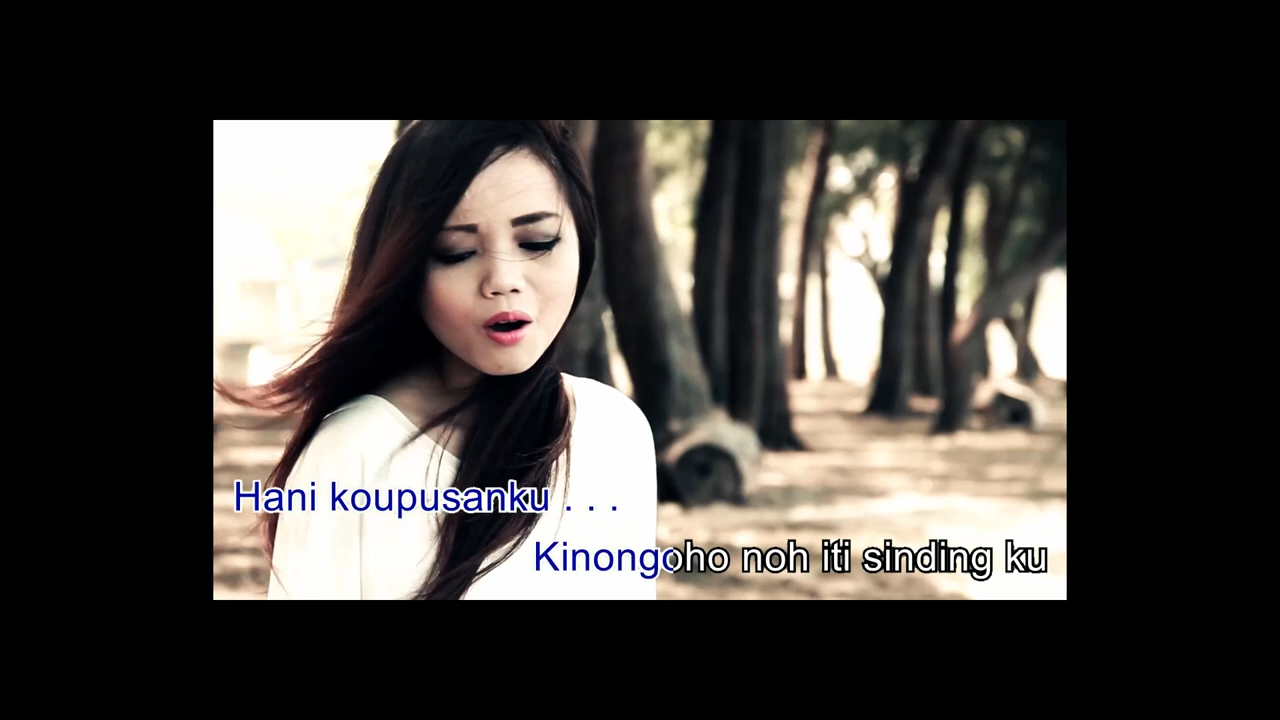 Hani koupusanku . . .
Kinongoho noh iti sinding ku